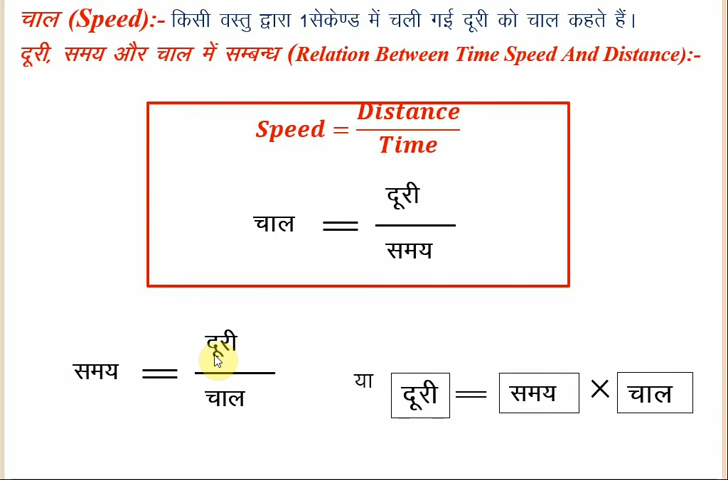 चाल (Speed):- किसी वस्तु द्वारा 1सेकेण्ड में चली गई दूरी को चाल कहते हैं।
दूरी, समय और चाल में सम्बन्ध (Relation Between Time Speed And Distance):-
Speed = Distance / Time
चाल = दूरी / समय
समय = दूरी / चाल
या दूरी = समय × चाल